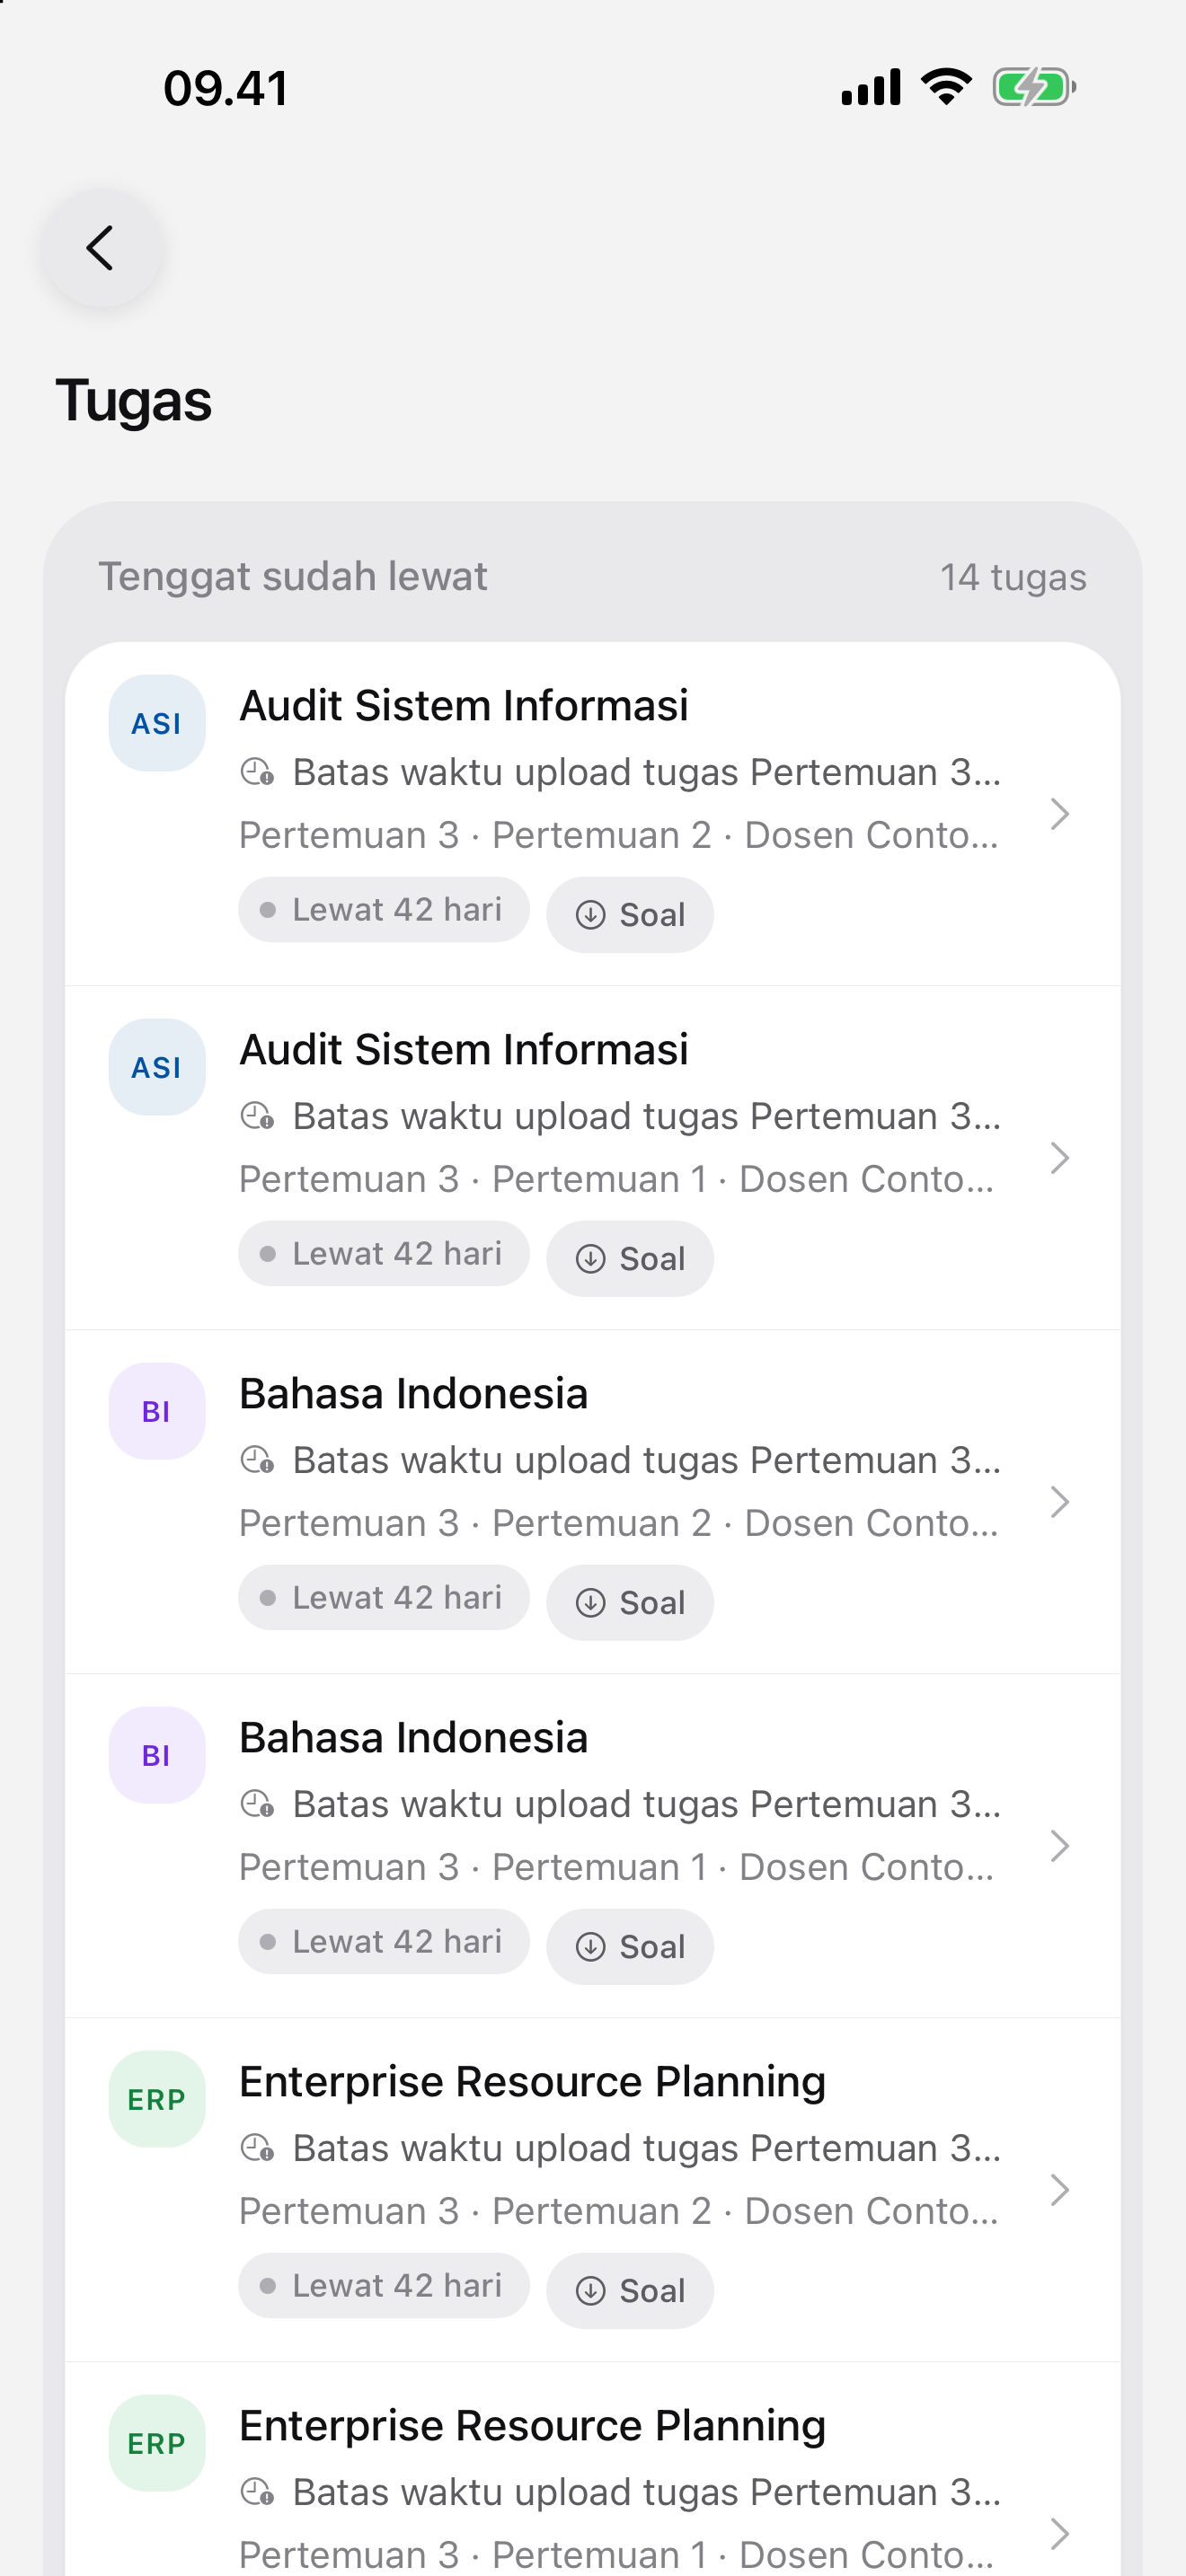 09.41
Tugas
Tenggat sudah lewat 14 tugas
ASI Audit Sistem Informasi
Batas waktu upload tugas Pertemuan 3...
Pertemuan 3 · Pertemuan 2 · Dosen Conto...
Lewat 42 hari Soal
ASI Audit Sistem Informasi
Batas waktu upload tugas Pertemuan 3...
Pertemuan 3 · Pertemuan 1 · Dosen Conto...
Lewat 42 hari Soal
BI Bahasa Indonesia
Batas waktu upload tugas Pertemuan 3...
Pertemuan 3 · Pertemuan 2 · Dosen Conto...
Lewat 42 hari Soal
BI Bahasa Indonesia
Batas waktu upload tugas Pertemuan 3...
Pertemuan 3 · Pertemuan 1 · Dosen Conto...
Lewat 42 hari Soal
ERP Enterprise Resource Planning
Batas waktu upload tugas Pertemuan 3...
Pertemuan 3 · Pertemuan 2 · Dosen Conto...
Lewat 42 hari Soal
ERP Enterprise Resource Planning
Batas waktu upload tugas Pertemuan 3...
Pertemuan 3 · Pertemuan 1 · Dosen Conto...